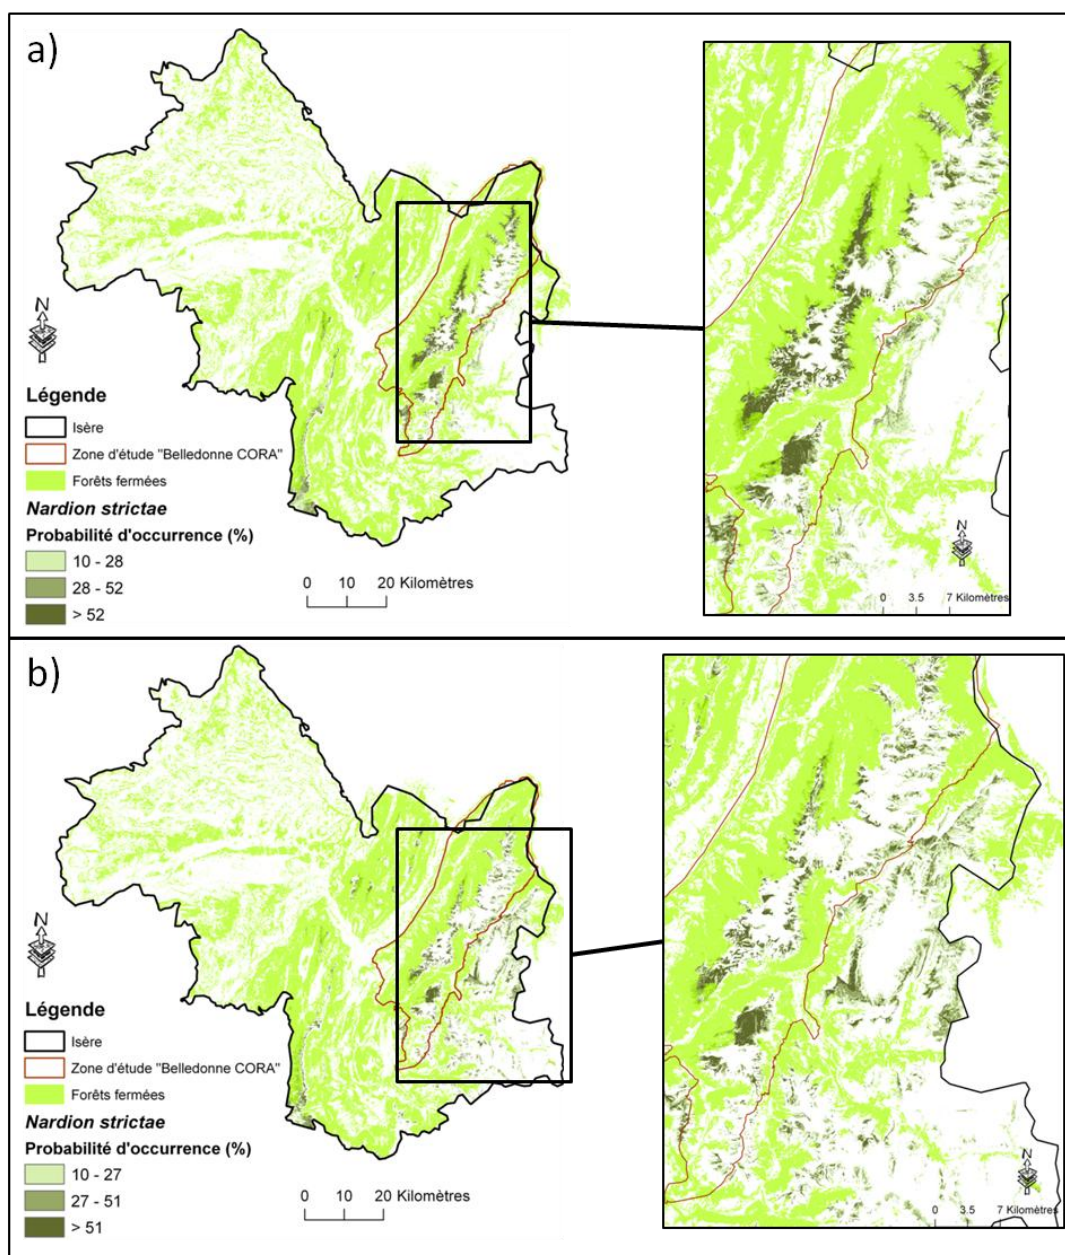 a)
N
Légende
Isère
Zone d'étude "Belledonne CORA"
Forêts fermées
Nardion strictae
Probabilité d'occurrence (%)
10 - 28
28 - 52
> 52
0 10 20 Kilomètres
N
0 3.5 7 Kilomètres
b)
N
Légende
Isère
Zone d'étude "Belledonne CORA"
Forêts fermées
Nardion strictae
Probabilité d'occurrence (%)
10 - 27
27 - 51
> 51
0 10 20 Kilomètres
N
0 3.5 7 Kilomètres